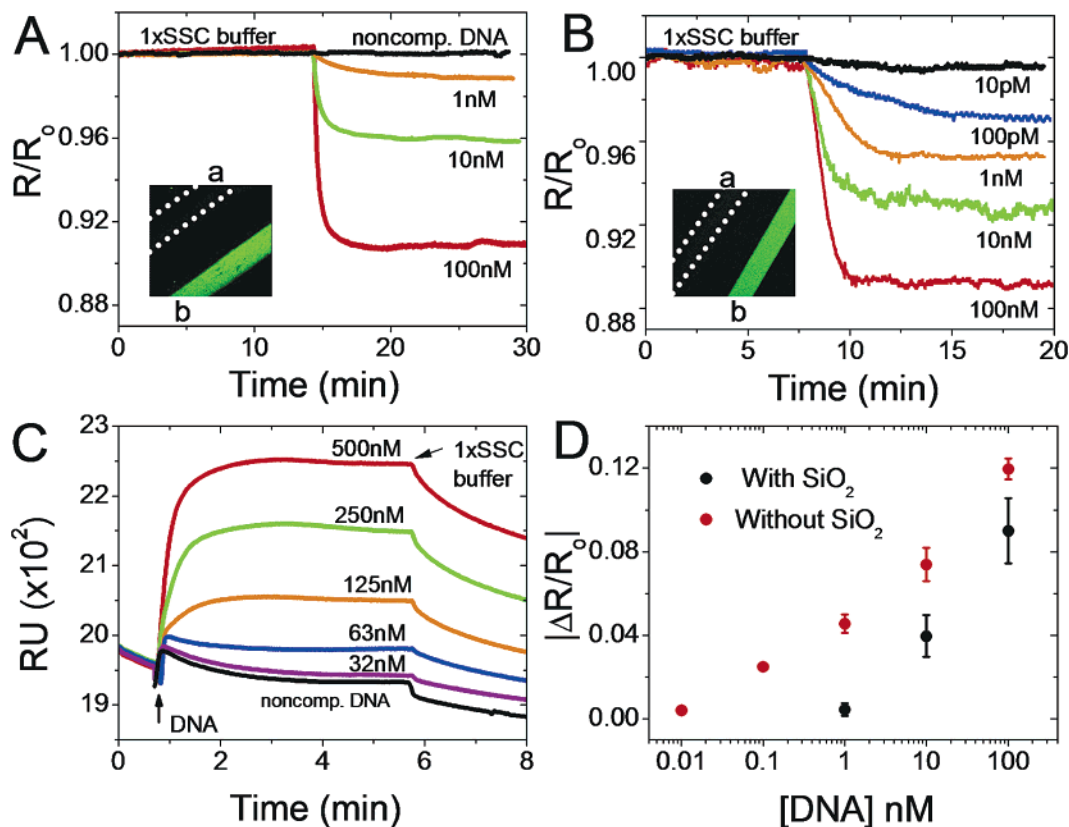 A
1xSSC buffer
noncomp. DNA
1nM
10nM
100nM
a
b
1.00
0.96
0.92
0.88
R/R₀
0
10
20
30
Time (min)
B
1xSSC buffer
10pM
100pM
1nM
10nM
100nM
a
b
1.00
0.96
0.92
0.88
R/R₀
0
5
10
15
20
Time (min)
C
500nM
1xSSC
buffer
250nM
125nM
63nM
32nM
noncomp. DNA
DNA
23
22
21
20
19
RU (x10²)
0
2
4
6
8
Time (min)
D
With SiO₂
Without SiO₂
0.12
0.08
0.04
0.00
|ΔR/R₀|
0.01
0.1
1
10
100
[DNA] nM